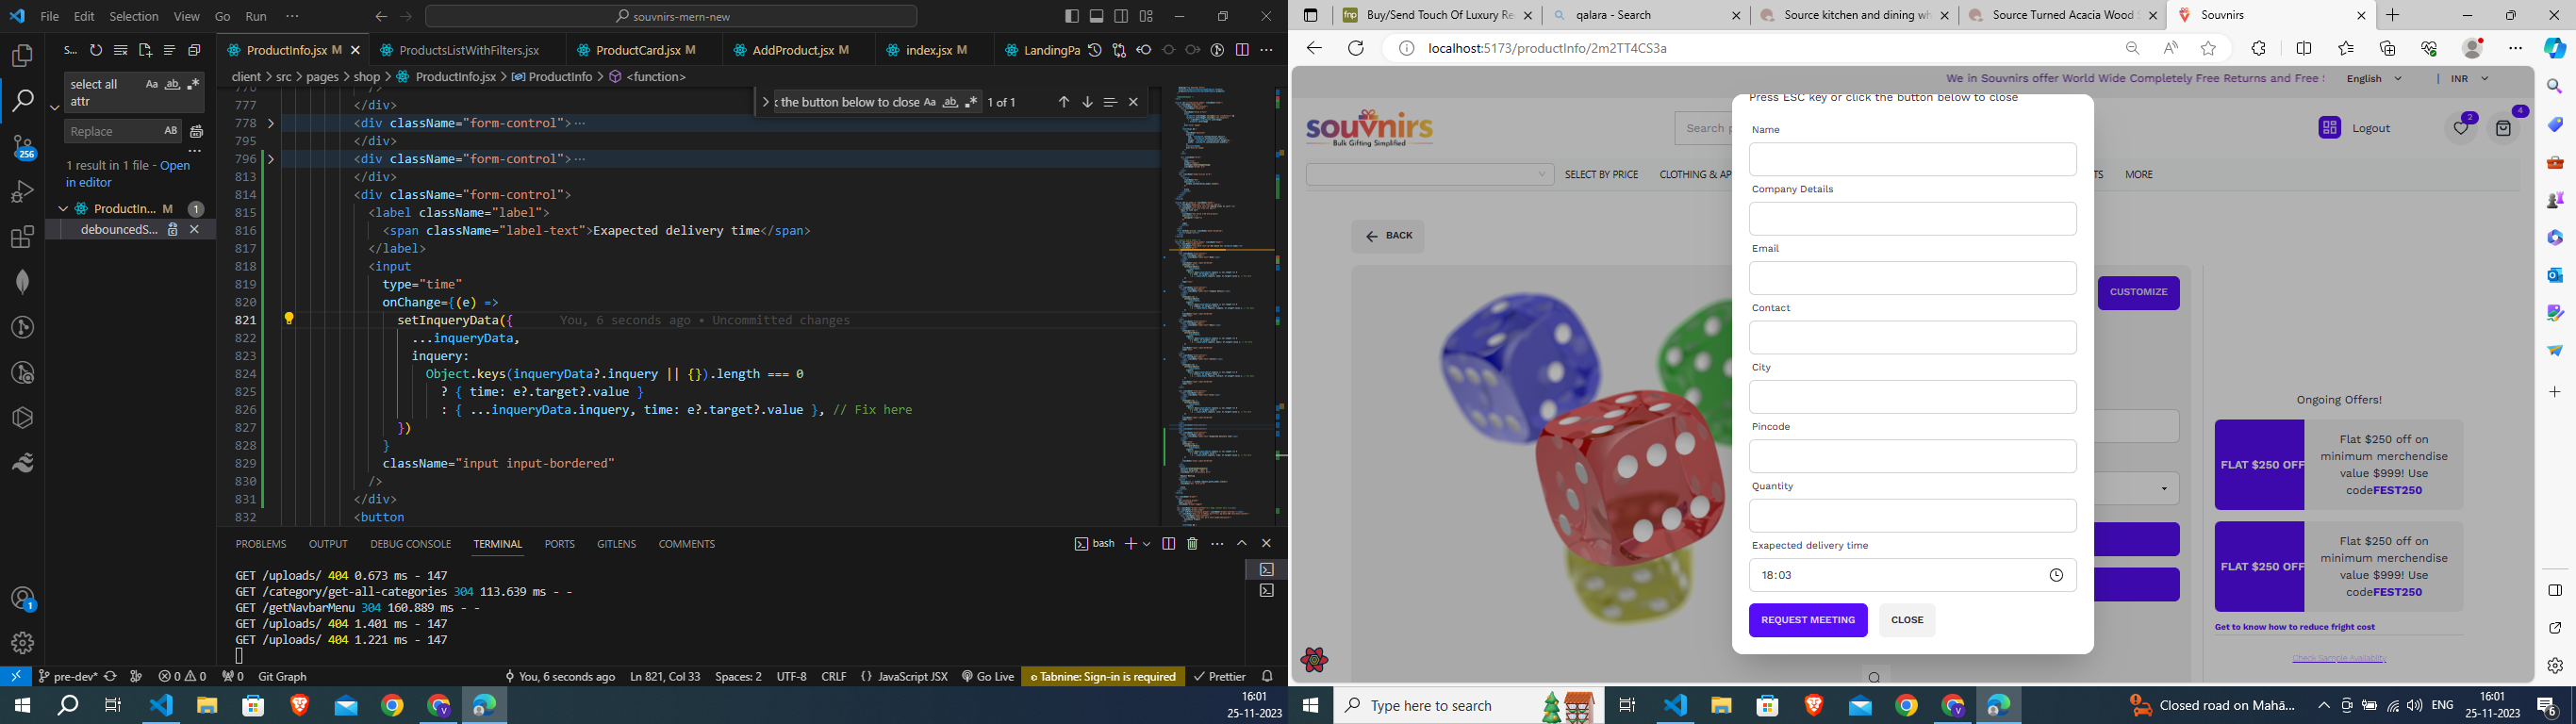 File Edit Selection View Go Run ···
souvnirs-mern-new
S...
select all
attr
Aa ab
Replace AB
1 result in 1 file - Open
in editor
ProductIn... M 1
debouncedS...
256
1
ProductInfo.jsx M
ProductsListWithFilters.jsx
ProductCard.jsx M
AddProduct.jsx M
index.jsx M
LandingPa
client > src > pages > shop > ProductInfo.jsx > ProductInfo > <function>
k the button below to close Aa ab 1 of 1
776 />
777 </div>
778 <div className="form-control"> ···
795 </div>
796 <div className="form-control"> ···
813 </div>
814 <div className="form-control">
815 <label className="label">
816 <span className="label-text">Exapected delivery time</span>
817 </label>
818 <input
819 type="time"
820 onChange={(e) =>
821 setInqueryData({ You, 6 seconds ago • Uncommitted changes
822 ...inqueryData,
823 inquery:
824 Object.keys(inqueryData?.inquery || {}).length === 0
825 ? { time: e?.target?.value }
826 : { ...inqueryData.inquery, time: e?.target?.value }, // Fix here
827 })
828 }
829 className="input input-bordered"
830 />
831 </div>
832 <button
PROBLEMS OUTPUT DEBUG CONSOLE TERMINAL PORTS GITLENS COMMENTS
bash
GET /uploads/ 404 0.673 ms - 147
GET /category/get-all-categories 304 113.639 ms - -
GET /getNavbarMenu 304 160.889 ms - -
GET /uploads/ 404 1.401 ms - 147
GET /uploads/ 404 1.221 ms - 147
pre-dev* 0 0 0 Git Graph You, 6 seconds ago Ln 821, Col 33 Spaces: 2 UTF-8 CRLF {} JavaScript JSX Go Live Tabnine: Sign-in is required Prettier
16:01
25-11-2023
Buy/Send Touch Of Luxury Re
qalara - Search
Source kitchen and dining wh
Source Turned Acacia Wood S
Souvnirs
localhost:5173/productInfo/2m2TT4CS3a
We in Souvnirs offer World Wide Completely Free Returns and Free
English | INR
souvnirs
Bulk Gifting Simplified
Search p
Logout
2
4
SELECT BY PRICE
CLOTHING & AP
TS
MORE
BACK
CUSTOMIZE
Press ESC key or click the button below to close
Name
Company Details
Email
Contact
City
Pincode
Quantity
Exapected delivery time
18:03
REQUEST MEETING
CLOSE
Ongoing Offers!
FLAT $250 OFF
Flat $250 off on
minimum merchendise
value $999! Use
codeFEST250
FLAT $250 OFF
Flat $250 off on
minimum merchendise
value $999! Use
codeFEST250
Get to know how to reduce fright cost
Check Sample Availablity
Type here to search
Closed road on Mahā...
ENG
16:01
25-11-2023
6